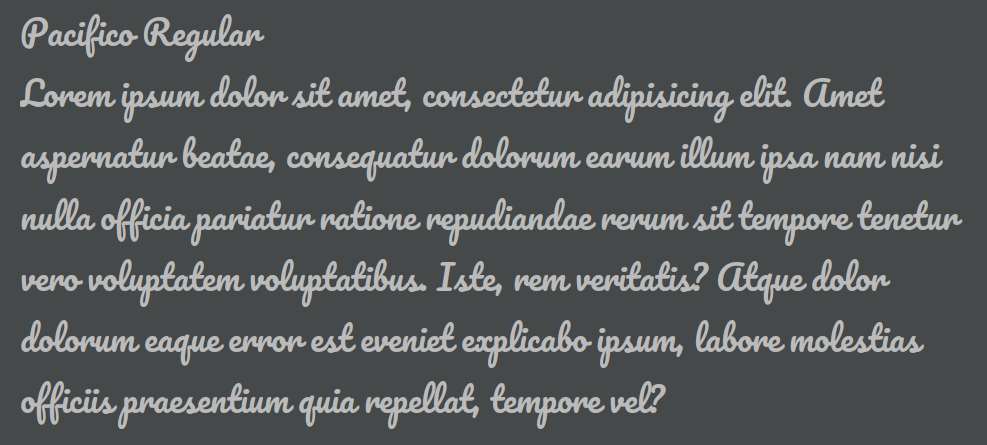 Pacifico Regular
Lorem ipsum dolor sit amet, consectetur adipisicing elit. Amet
aspernatur beatae, consequatur dolorum earum illum ipsa nam nisi
nulla officia pariatur ratione repudiandae rerum sit tempore tenetur
vero voluptatem voluptatibus. Iste, rem veritatis? Atque dolor
dolorum eaque error est eveniet explicabo ipsum, labore molestias
officiis praesentium quia repellat, tempore vel?